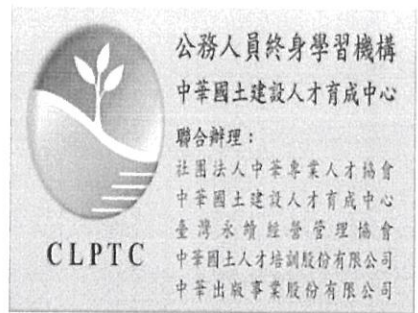 公務人員終身學習機構
中華國土建設人才育成中心
聯合辦理：
社團法人中華專業人才協會
中華國土建設人才育成中心
臺灣永續經營管理協會
中華國土人才培訓股份有限公司
中華出版事業股份有限公司
CLPTC